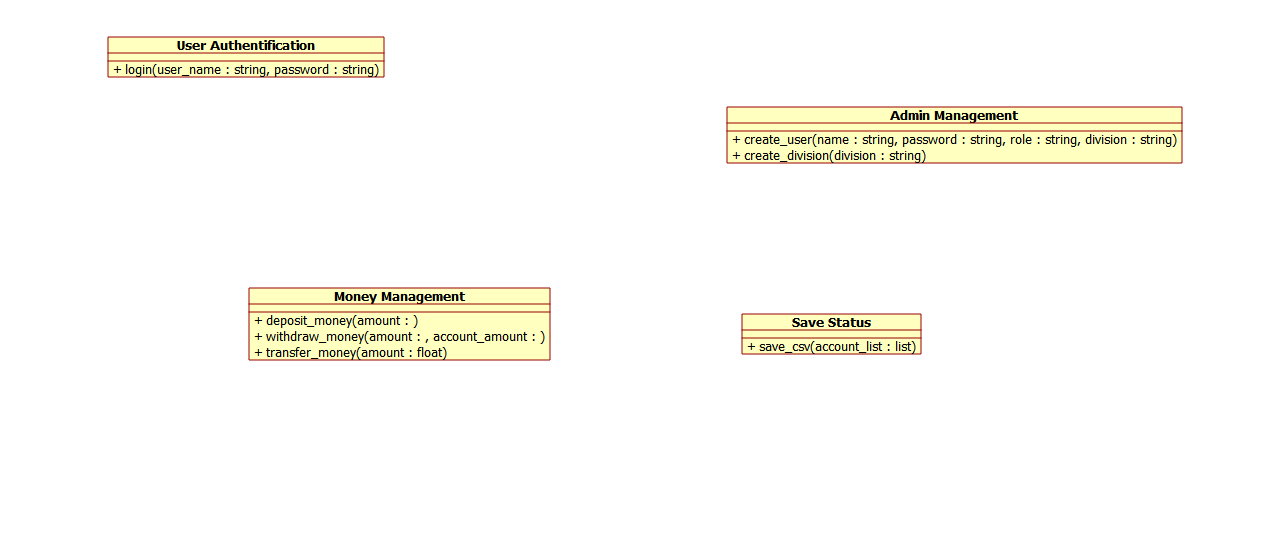 User Authentification
+ login(user_name : string, password : string)
Admin Management
+ create_user(name : string, password : string, role : string, division : string)
+ create_division(division : string)
Money Management
+ deposit_money(amount : )
+ withdraw_money(amount : , account_amount : )
+ transfer_money(amount : float)
Save Status
+ save_csv(account_list : list)